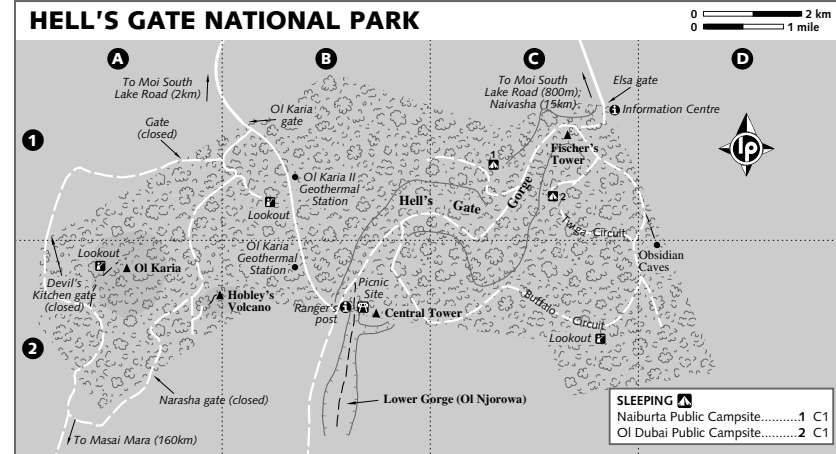 HELL'S GATE NATIONAL PARK
0 2 km
0 1 mile
A
B
C
D
To Moi South
Lake Road (2km)
To Moi South
Lake Road (800m);
Naivasha (15km)
Elsa gate
Information Centre
Ol Karia
gate
Gate
(closed)
1
1
Fischer's
Tower
lp
Ol Karia II
Geothermal
Station
Hell's
Gate
Gorge
2
Lookout
Twiga Circuit
Lookout
Ol Karia
Ol Karia
Geothermal
Station
Obsidian
Caves
Devil's
Kitchen gate
(closed)
Hobley's
Volcano
Picnic
Site
Ranger's
post
Central Tower
Buffalo Circuit
Lookout
2
Narasha gate (closed)
Lower Gorge (Ol Njorowa)
To Masai Mara (160km)
SLEEPING
Naiburta Public Campsite..........1 C1
Ol Dubai Public Campsite.......2 C1